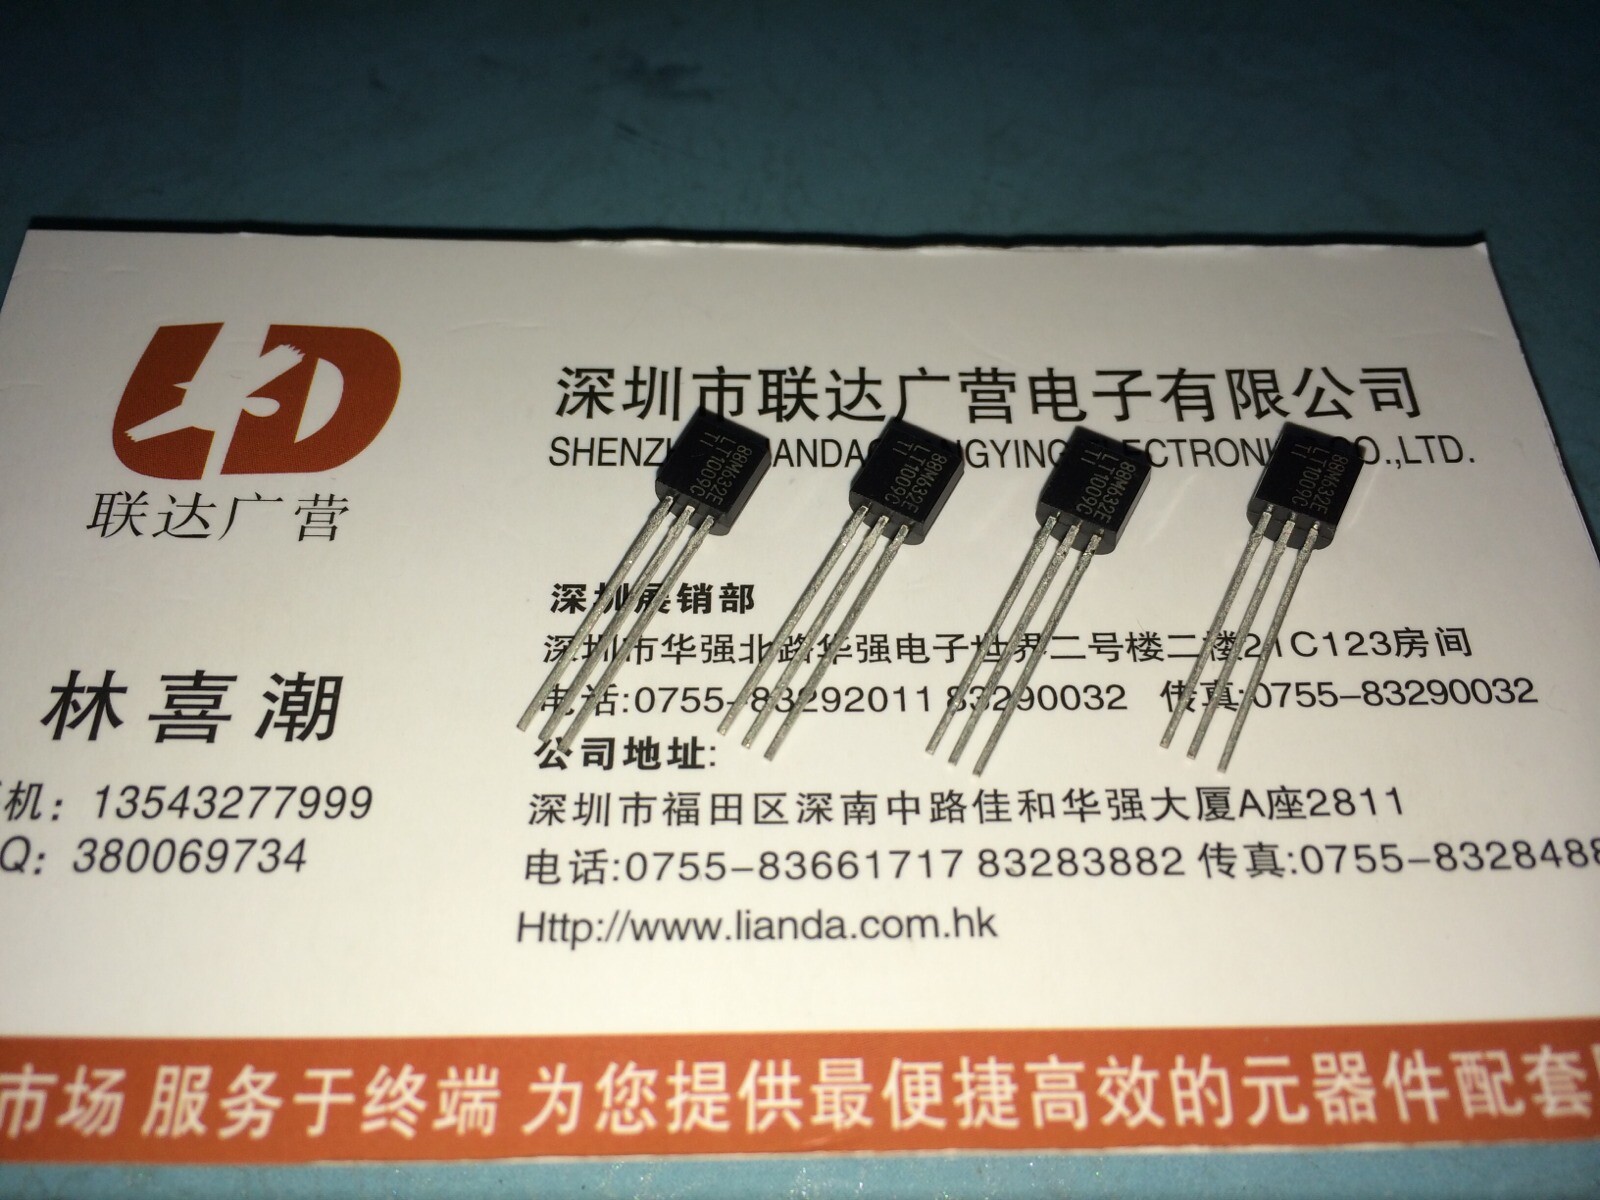 深圳市联达广营电子有限公司
SHENZH ANDAG NGYING ECTRONI CO.,LTD.
联达广营
88M632E
LT1009C
TI
88M632E
LT1009C
TI
88M632E
LT1009C
TI
88M632E
LT1009C
TI
深圳展销部
深圳市华强北路华强电子世界二号楼二楼21C123房间
电话:0755-83292011 83290032 传真:0755-83290032
公司地址:
深圳市福田区深南中路佳和华强大厦A座2811
电话:0755-83661717 83283882 传真:0755-8328488
Http://www.lianda.com.hk
林喜潮
机: 13543277999
Q: 380069734
市场 服务于终端 为您提供最便捷高效的元器件配套